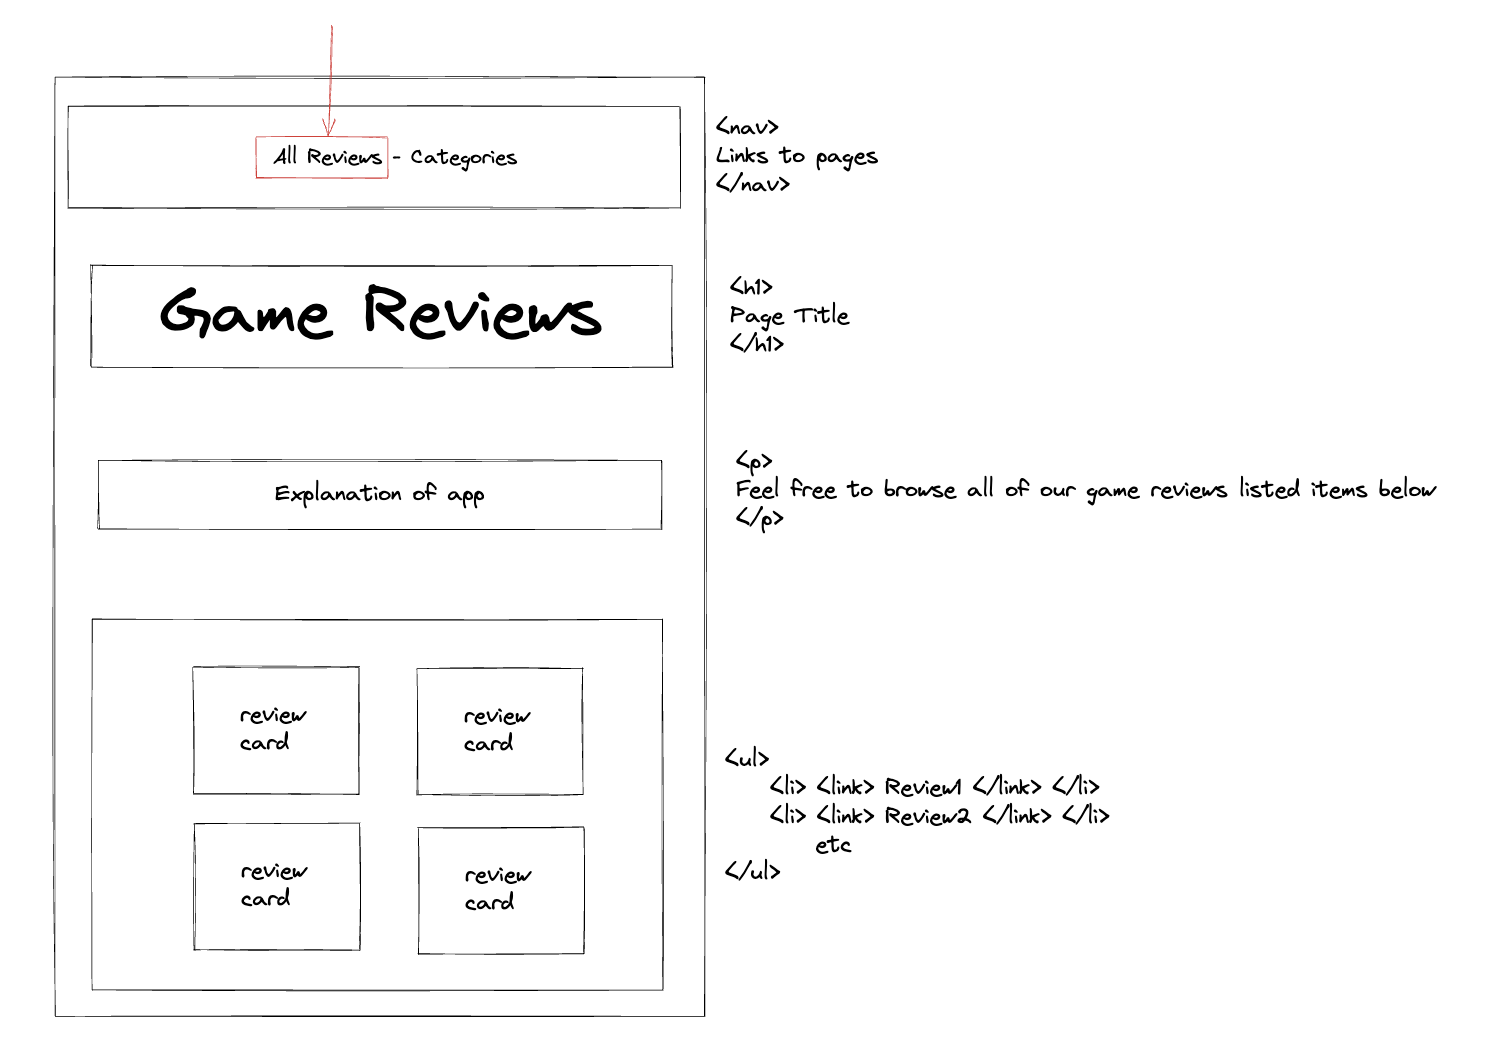 All Reviews - Categories
<nav>
Links to pages
</nav>
Game Reviews
<h1>
Page Title
</h1>
Explanation of app
<p>
Feel free to browse all of our game reviews listed items below
</p>
review
card
review
card
review
card
review
card
<ul>
<li> <link> Review1 </link> </li>
<li> <link> Review2 </link> </li>
etc
</ul>